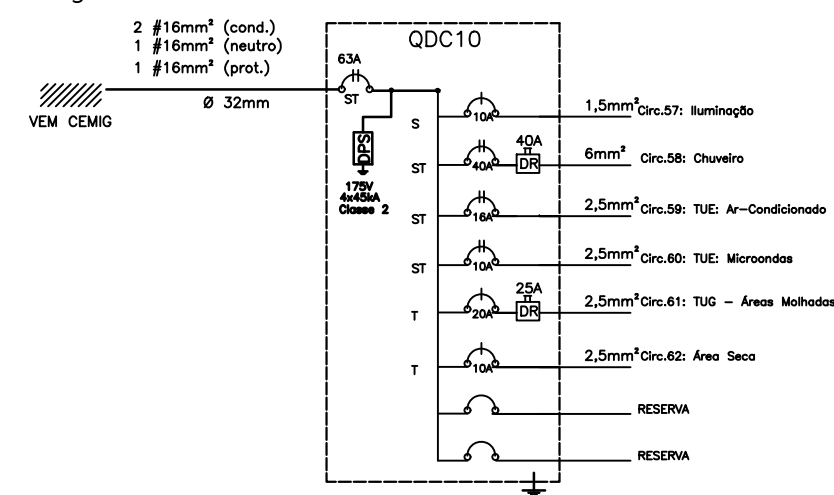 2 #16mm² (cond.)
1 #16mm² (neutro)
1 #16mm² (prot.)
Ø 32mm
VEM CEMIG
QDC10
63A
ST
DPS
175V
4x45kA
Classe 2
S
10A
1,5mm² Circ.57: Iluminação
ST
40A
40A
DR
6mm² Circ.58: Chuveiro
ST
16A
2,5mm² Circ.59: TUE: Ar-Condicionado
ST
10A
2,5mm² Circ.60: TUE: Microondas
T
20A
25A
DR
2,5mm² Circ.61: TUG - Áreas Molhadas
T
10A
2,5mm² Circ.62: Área Seca
RESERVA
RESERVA